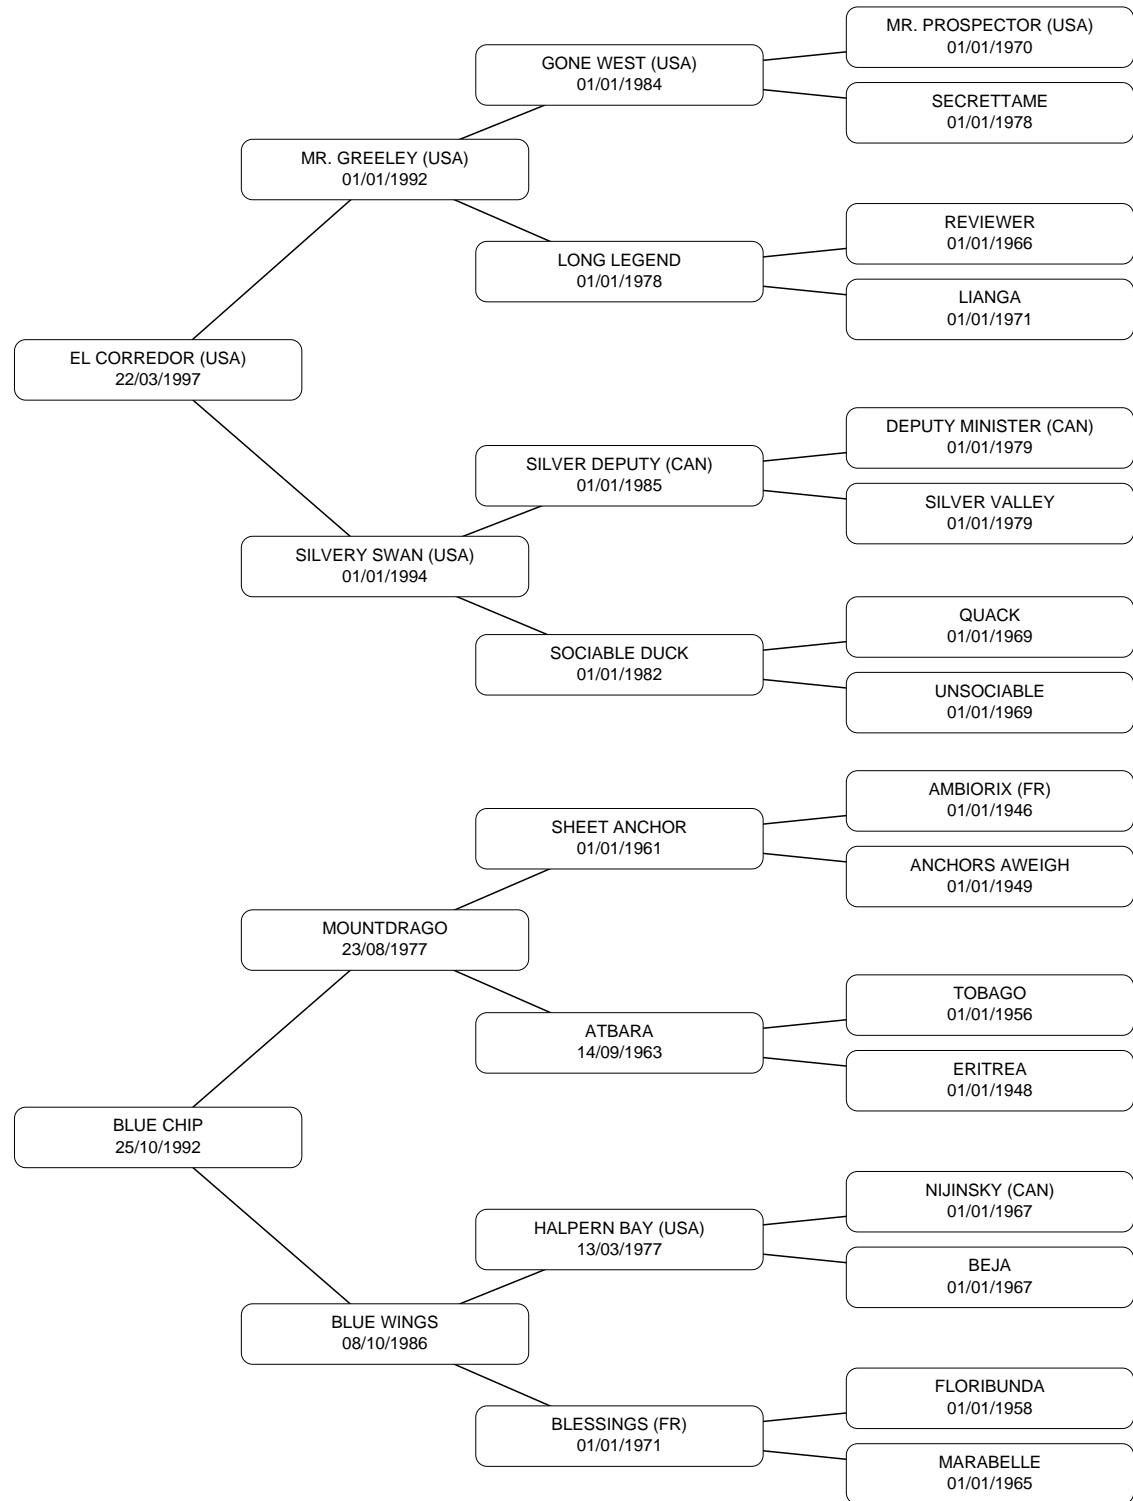 MR. PROSPECTOR (USA)
01/01/1970
GONE WEST (USA)
01/01/1984
SECRETTAME
01/01/1978
MR. GREELEY (USA)
01/01/1992
REVIEWER
01/01/1966
LONG LEGEND
01/01/1978
LIANGA
01/01/1971
EL CORREDOR (USA)
22/03/1997
DEPUTY MINISTER (CAN)
01/01/1979
SILVER DEPUTY (CAN)
01/01/1985
SILVER VALLEY
01/01/1979
SILVERY SWAN (USA)
01/01/1994
QUACK
01/01/1969
SOCIABLE DUCK
01/01/1982
UNSOCIABLE
01/01/1969
AMBIORIX (FR)
01/01/1946
SHEET ANCHOR
01/01/1961
ANCHORS AWEIGH
01/01/1949
MOUNTDRAGO
23/08/1977
TOBAGO
01/01/1956
ATBARA
14/09/1963
ERITREA
01/01/1948
BLUE CHIP
25/10/1992
NIJINSKY (CAN)
01/01/1967
HALPERN BAY (USA)
13/03/1977
BEJA
01/01/1967
BLUE WINGS
08/10/1986
FLORIBUNDA
01/01/1958
BLESSINGS (FR)
01/01/1971
MARABELLE
01/01/1965